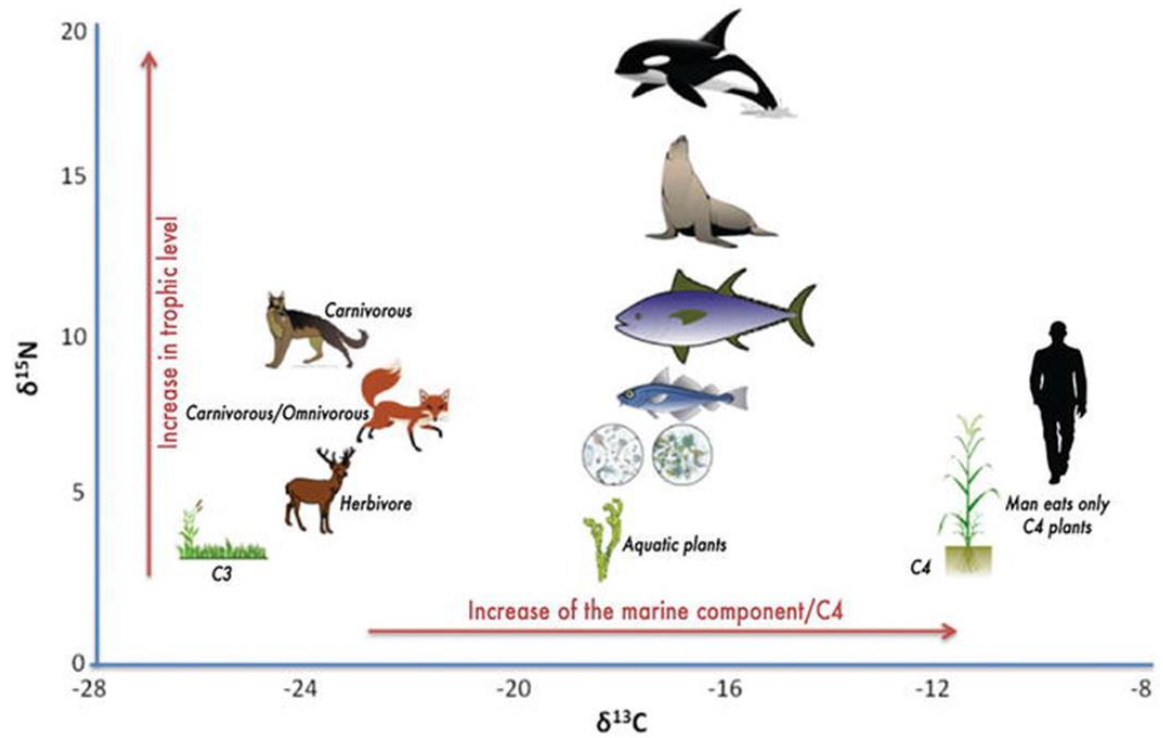 20
15
10
5
0
δ¹⁵N
Increase in trophic level
Carnivorous
Carnivorous/Omnivorous
Herbivore
C3
Aquatic plants
Man eats only
C4 plants
C4
Increase of the marine component/C4
-28
-24
-20
-16
-12
-8
δ¹³C